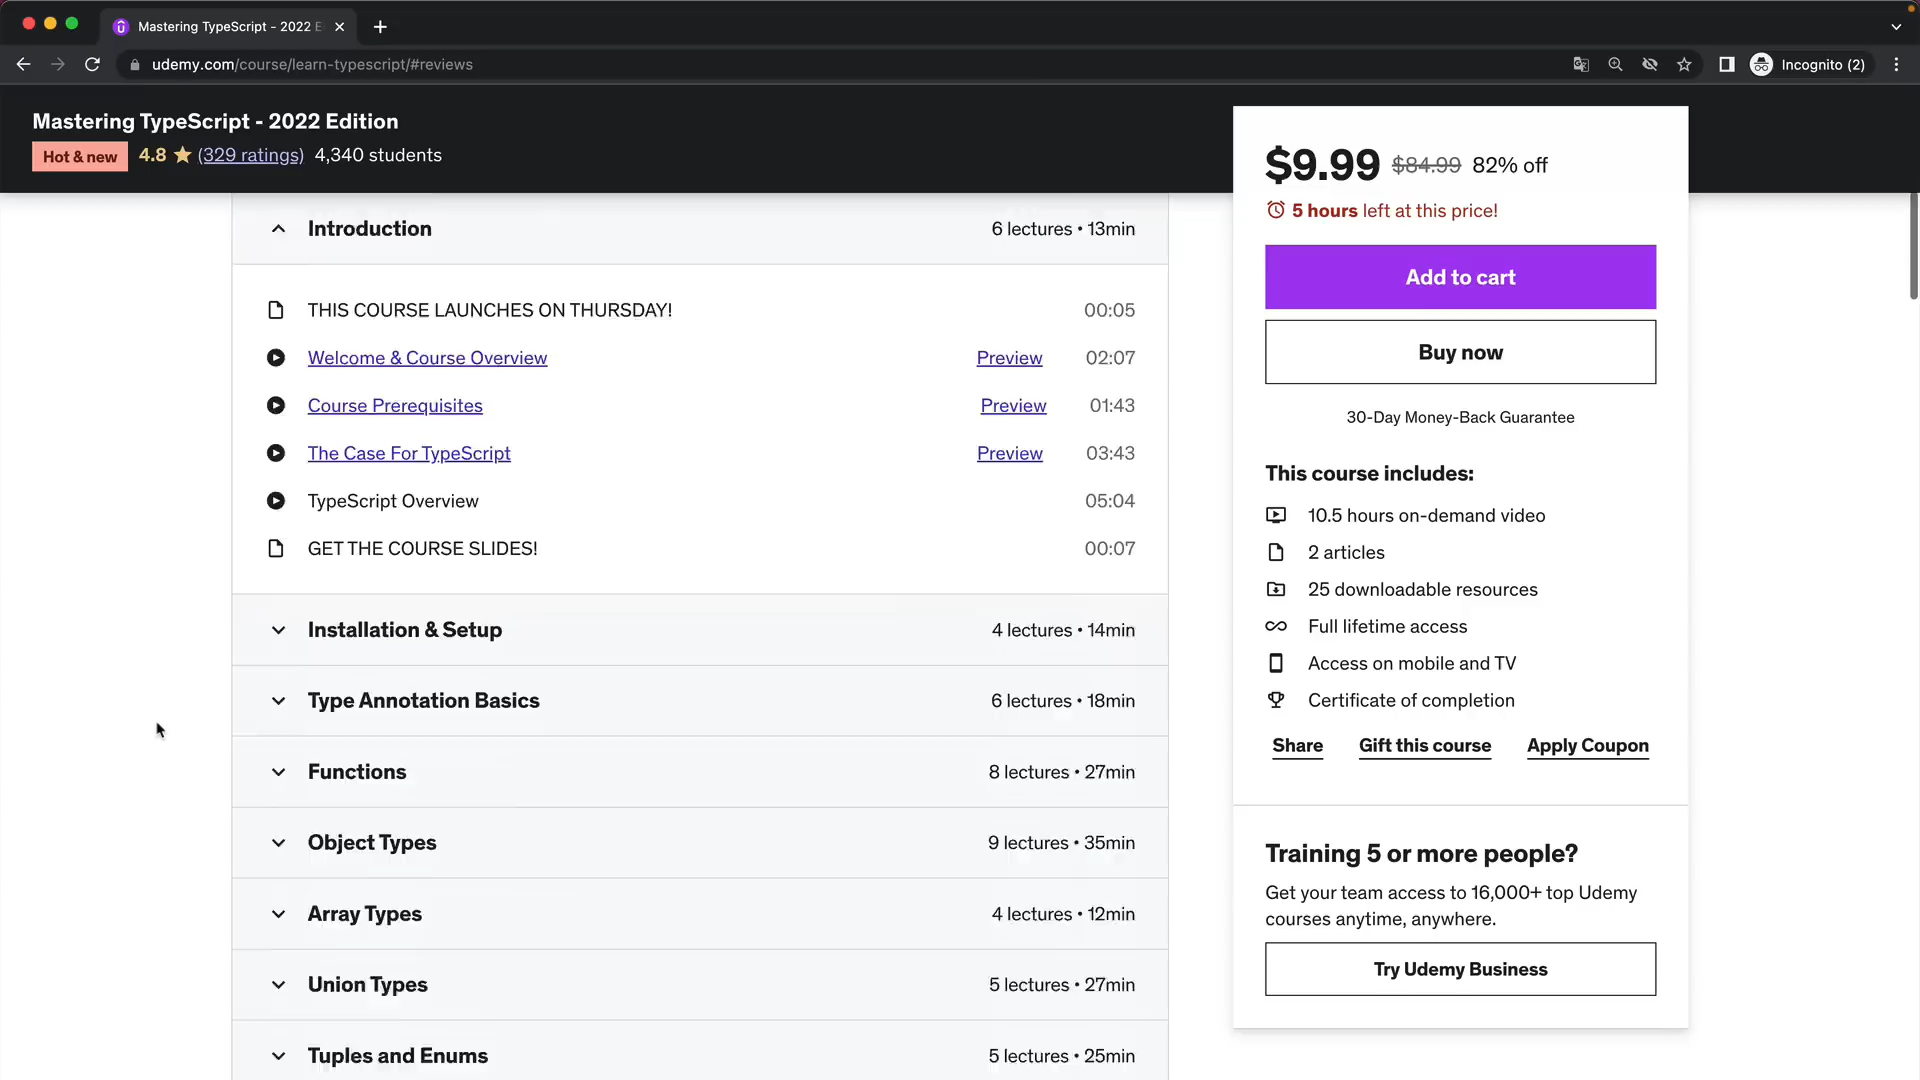 Mastering TypeScript - 2022 E
udemy.com/course/learn-typescript/#reviews
Incognito (2)
Mastering TypeScript - 2022 Edition
Hot & new 4.8 (329 ratings) 4,340 students
Introduction 6 lectures • 13min
THIS COURSE LAUNCHES ON THURSDAY! 00:05
Welcome & Course Overview Preview 02:07
Course Prerequisites Preview 01:43
The Case For TypeScript Preview 03:43
TypeScript Overview 05:04
GET THE COURSE SLIDES! 00:07
Installation & Setup 4 lectures • 14min
Type Annotation Basics 6 lectures • 18min
Functions 8 lectures • 27min
Object Types 9 lectures • 35min
Array Types 4 lectures • 12min
Union Types 5 lectures • 27min
Tuples and Enums 5 lectures • 25min
$9.99 $84.99 82% off
5 hours left at this price!
Add to cart
Buy now
30-Day Money-Back Guarantee
This course includes:
10.5 hours on-demand video
2 articles
25 downloadable resources
Full lifetime access
Access on mobile and TV
Certificate of completion
Share Gift this course Apply Coupon
Training 5 or more people?
Get your team access to 16,000+ top Udemy
courses anytime, anywhere.
Try Udemy Business